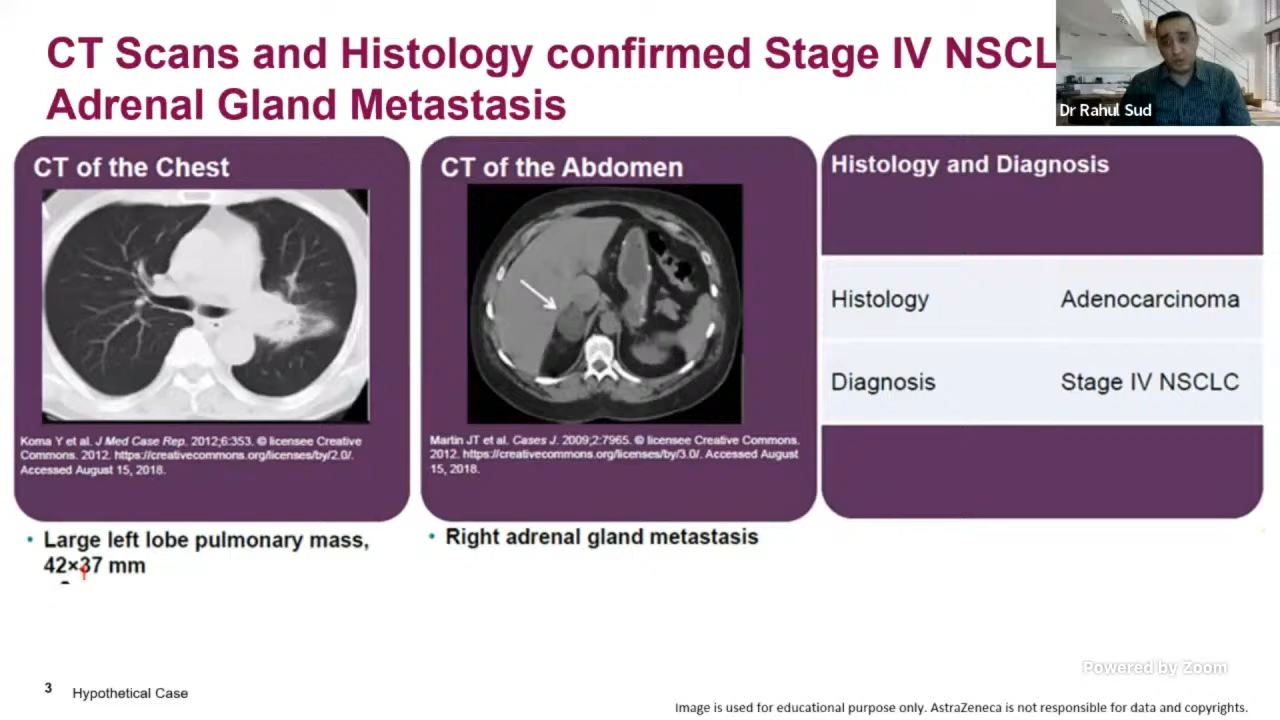 CT Scans and Histology confirmed Stage IV NSCL
Adrenal Gland Metastasis
Dr Rahul Sud
CT of the Chest
Koma Y et al. J Med Case Rep. 2012;6:353. © licensee Creative
Commons. 2012. https://creativecommons.org/licenses/by/2.0/.
Accessed August 15, 2018.
• Large left lobe pulmonary mass,
42×37 mm
CT of the Abdomen
Martin JT et al. Cases J. 2009;2:7965. © licensee Creative Commons.
2012. https://creativecommons.org/licenses/by/3.0/. Accessed August
15, 2018.
• Right adrenal gland metastasis
Histology and Diagnosis
Histology Adenocarcinoma
Diagnosis Stage IV NSCLC
Powered by Zoom
3 Hypothetical Case
Image is used for educational purpose only. AstraZeneca is not responsible for data and copyrights.